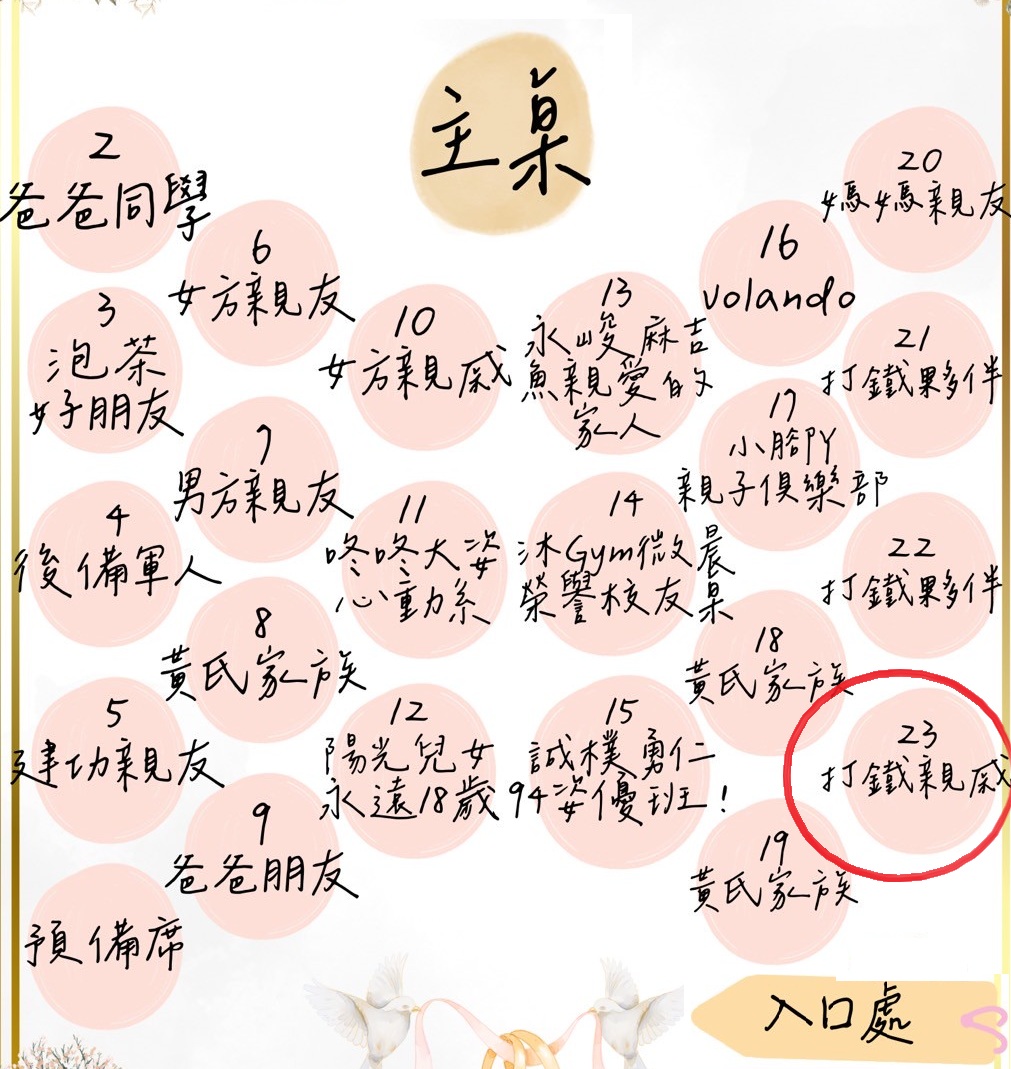 主桌
2
爸爸同學
20
媽媽親友
6
女方親友
16
volando
3
泡茶
好朋友
10
女方親戚
13
永峻麻吉
魚親愛的
家人
21
打鐵夥伴
7
男方親友
17
小腳丫
親子俱樂部
4
後備軍人
11
咚咚大姿
心動系
14
沐Gym微晨
榮譽校友杲
22
打鐵夥伴
8
黃氏家族
18
黃氏家族
5
建功親友
12
陽光兒女
永遠18歲
15
誠樸勇仁
94姿優班!
23
打鐵親戚
9
爸爸朋友
19
黃氏家族
預備席
入口處